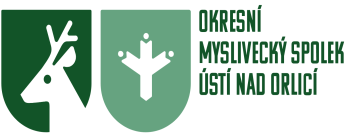 OKRESNÍ
MYSLIVECKÝ SPOLEK
ÚSTÍ NAD ORLICÍ